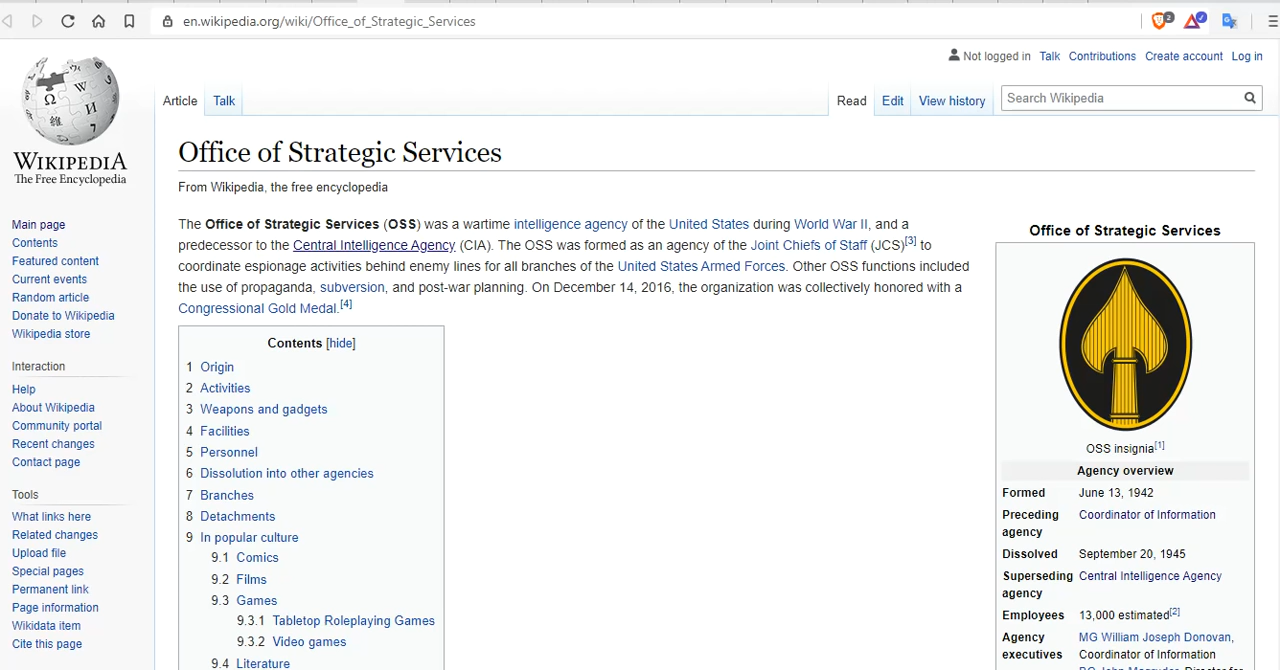 en.wikipedia.org/wiki/Office_of_Strategic_Services
2
Not logged in Talk Contributions Create account Log in
Article Talk Read Edit View history Search Wikipedia
Ω W И 維 7
WIKIPEDIA
The Free Encyclopedia
Main page
Contents
Featured content
Current events
Random article
Donate to Wikipedia
Wikipedia store
Interaction
Help
About Wikipedia
Community portal
Recent changes
Contact page
Tools
What links here
Related changes
Upload file
Special pages
Permanent link
Page information
Wikidata item
Cite this page
Office of Strategic Services
From Wikipedia, the free encyclopedia
The Office of Strategic Services (OSS) was a wartime intelligence agency of the United States during World War II, and a
predecessor to the Central Intelligence Agency (CIA). The OSS was formed as an agency of the Joint Chiefs of Staff (JCS)[3] to
coordinate espionage activities behind enemy lines for all branches of the United States Armed Forces. Other OSS functions included
the use of propaganda, subversion, and post-war planning. On December 14, 2016, the organization was collectively honored with a
Congressional Gold Medal.[4]
Contents [hide]
1 Origin
2 Activities
3 Weapons and gadgets
4 Facilities
5 Personnel
6 Dissolution into other agencies
7 Branches
8 Detachments
9 In popular culture
9.1 Comics
9.2 Films
9.3 Games
9.3.1 Tabletop Roleplaying Games
9.3.2 Video games
9.4 Literature
Office of Strategic Services
OSS insignia[1]
Agency overview
Formed June 13, 1942
Preceding agency Coordinator of Information
Dissolved September 20, 1945
Superseding agency Central Intelligence Agency
Employees 13,000 estimated[2]
Agency executives MG William Joseph Donovan,
Coordinator of Information